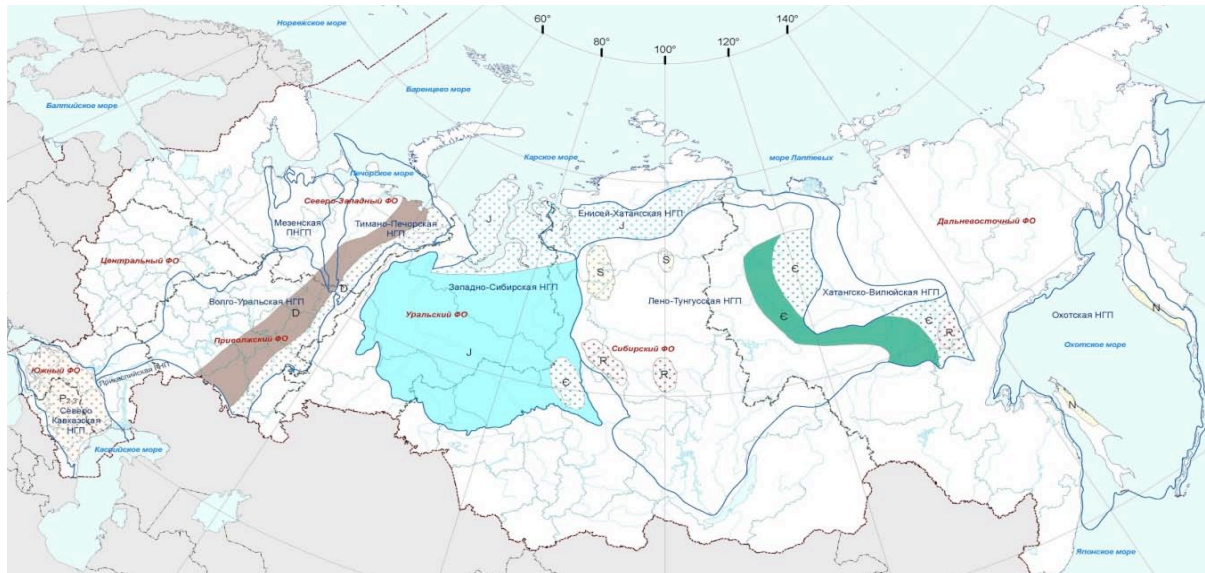 Норвяжское море
60°
80°
100°
120°
140°
Баренцево море
Балтийское море
Карское море
море Лаптевых
Печорское море
Северо-Западный ФО
Мезенская
ПНГП
Тимано-Печорская
НГП
J
Енисей-Хатангская НГП
J
Дальневосточный ФО
Центральный ФО
S
S
Є
D
Западно-Сибирская НГП
Волго-Уральская НГП
D
Лено-Тунгусская НГП
Хатангско-Вилюйская НГП
Уральский ФО
Є
Є
R
Охотская НГП
N
Приволжский ФО
J
R
Сибирский ФО
R
Охотское море
Южный ФО
Прикаспийская НГП
Є
P
Северо
Кавказская
НГП
N
Каспийское море
Японское море